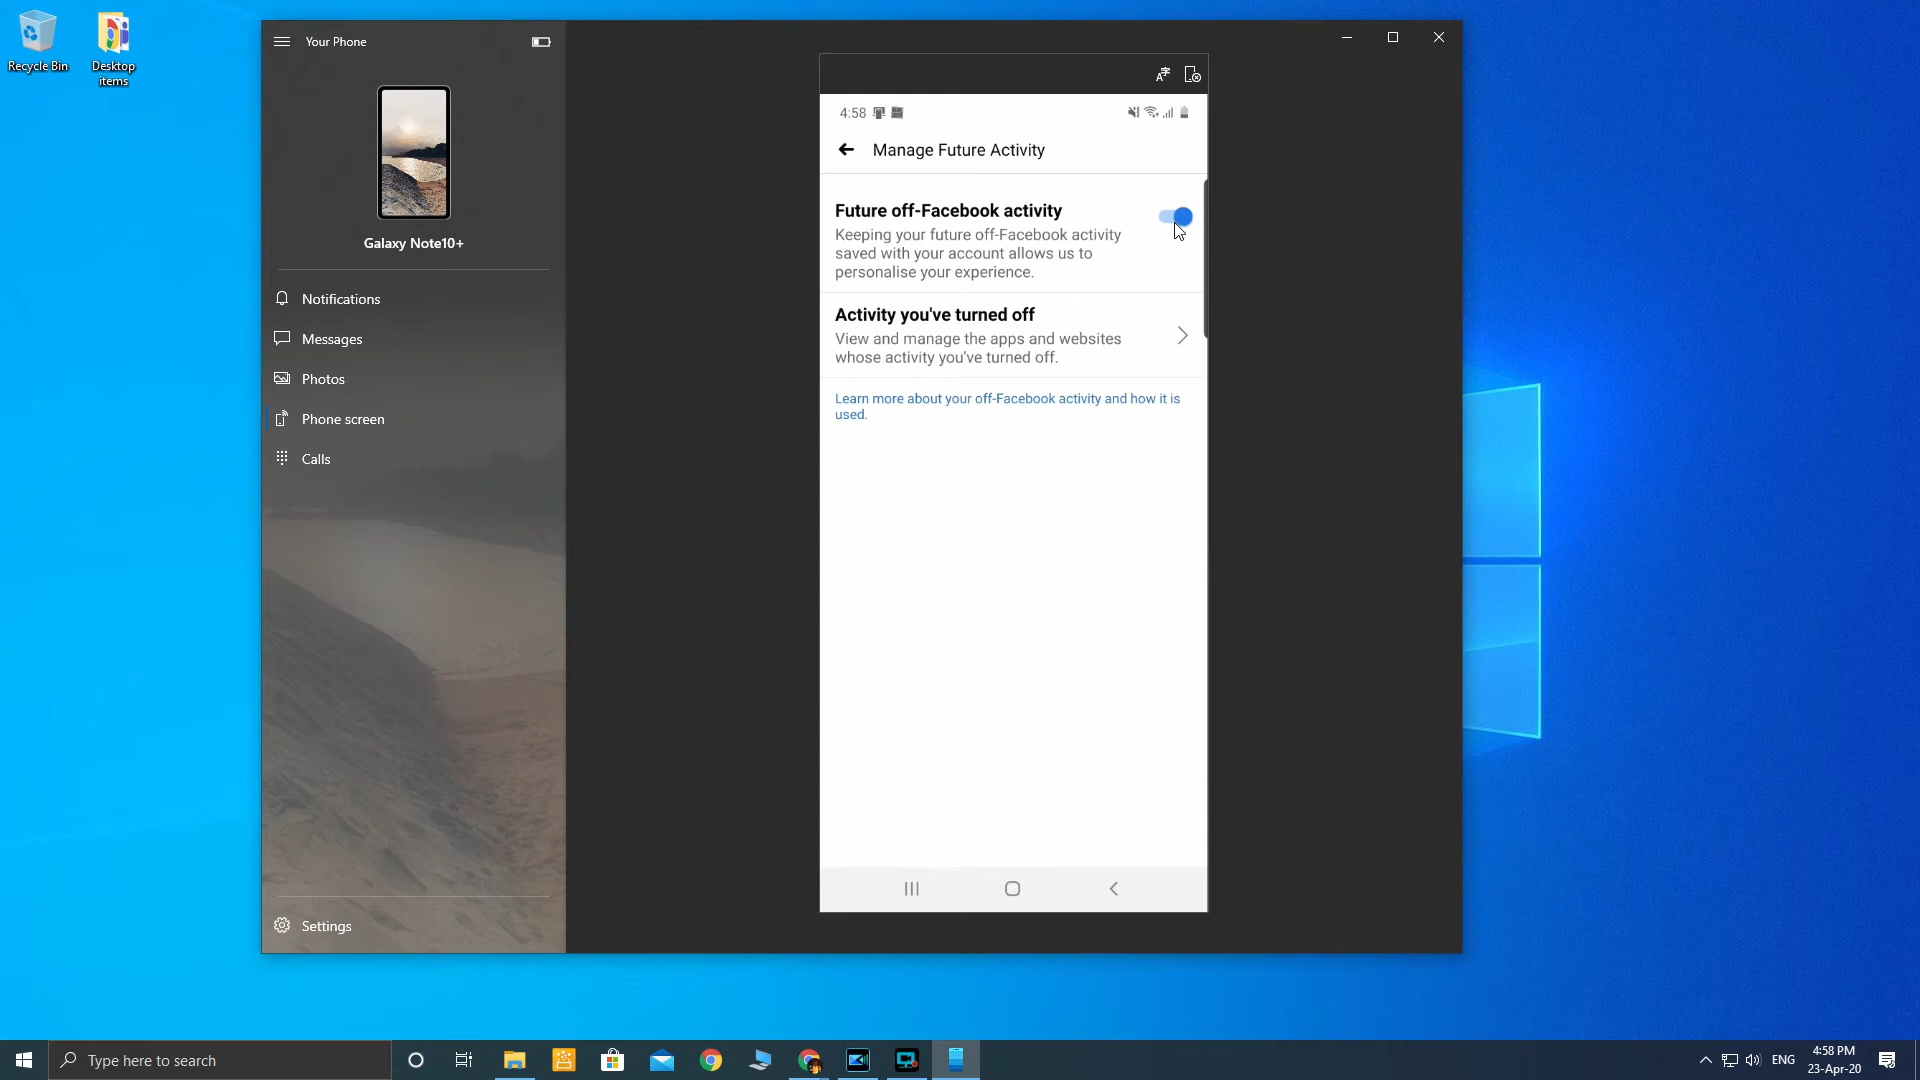 Recycle Bin
Desktop
items
Your Phone
Galaxy Note10+
Notifications
Messages
Photos
Phone screen
Calls
Settings
4:58
Manage Future Activity
Future off-Facebook activity
Keeping your future off-Facebook activity
saved with your account allows us to
personalise your experience.
Activity you've turned off
View and manage the apps and websites
whose activity you've turned off.
Learn more about your off-Facebook activity and how it is
used.
Type here to search
ENG
4:58 PM
23-Apr-20